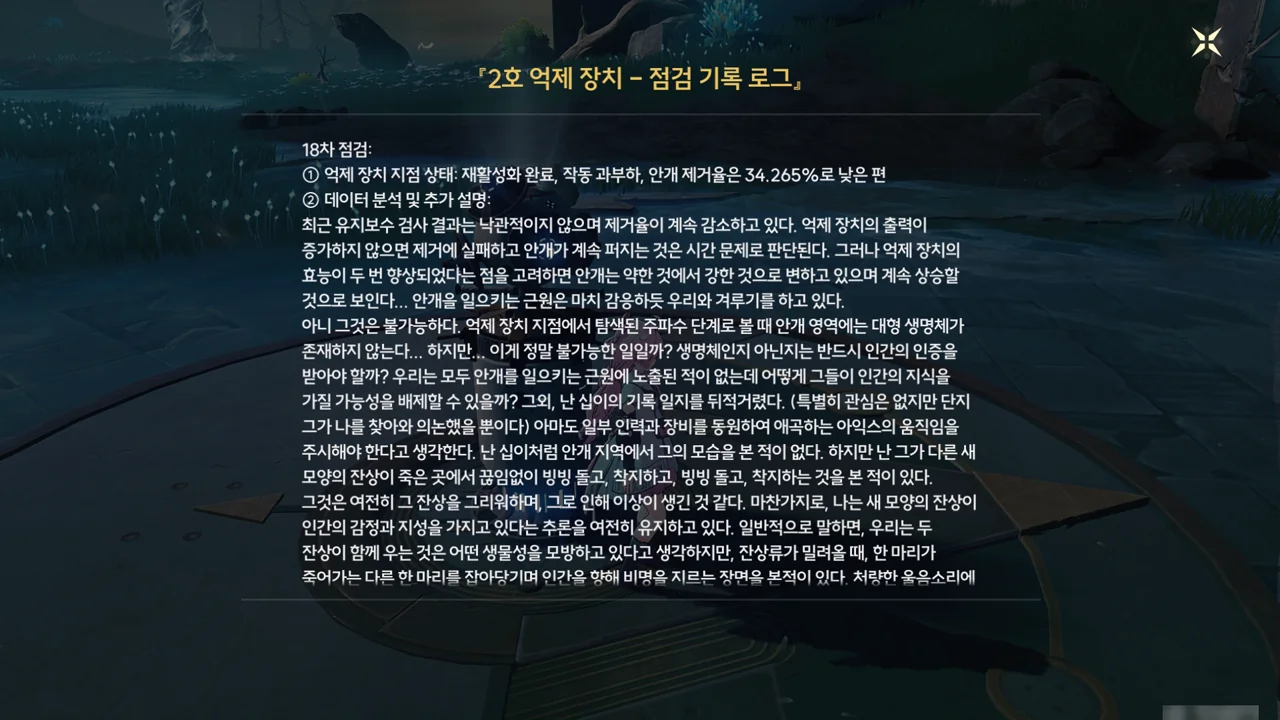 『2호 억제 장치 – 점검 기록 로그』
18차 점검:
① 억제 장치 지점 상태: 재활성화 완료, 작동 과부하, 안개 제거율은 34.265%로 낮은 편
② 데이터 분석 및 추가 설명:
최근 유지보수 검사 결과는 낙관적이지 않으며 제거율이 계속 감소하고 있다. 억제 장치의 출력이
증가하지 않으면 제거에 실패하고 안개가 계속 퍼지는 것은 시간 문제로 판단된다. 그러나 억제 장치의
효능이 두 번 향상되었다는 점을 고려하면 안개는 약한 것에서 강한 것으로 변하고 있으며 계속 상승할
것으로 보인다... 안개을 일으키는 근원은 마치 감응하듯 우리와 겨루기를 하고 있다.
아니 그것은 불가능하다. 억제 장치 지점에서 탐색된 주파수 단계로 볼 때 안개 영역에는 대형 생명체가
존재하지 않는다... 하지만... 이게 정말 불가능한 일일까? 생명체인지 아닌지는 반드시 인간의 인증을
받아야 할까? 우리는 모두 안개를 일으키는 근원에 노출된 적이 없는데 어떻게 그들이 인간의 지식을
가질 가능성을 배제할 수 있을까? 그외, 난 십이의 기록 일지를 뒤적거렸다. (특별히 관심은 없지만 단지
그가 나를 찾아와 의논했을 뿐이다) 아마도 일부 인력과 장비를 동원하여 애곡하는 아익스의 움직임을
주시해야 한다고 생각한다. 난 십이처럼 안개 지역에서 그의 모습을 본 적이 없다. 하지만 난 그가 다른 새
모양의 잔상이 죽은 곳에서 끊임없이 빙빙 돌고, 착지하고, 빙빙 돌고, 착지하는 것을 본 적이 있다.
그것은 여전히 그 잔상을 그리워하며, 그로 인해 이상이 생긴 것 같다. 마찬가지로, 나는 새 모양의 잔상이
인간의 감정과 지성을 가지고 있다는 추론을 여전히 유지하고 있다. 일반적으로 말하면, 우리는 두
잔상이 함께 우는 것은 어떤 생물성을 모방하고 있다고 생각하지만, 잔상류가 밀려올 때, 한 마리가
죽어가는 다른 한 마리를 잡아당기며 인간을 향해 비명을 지르는 장면을 본적이 있다. 처량한 울음소리에